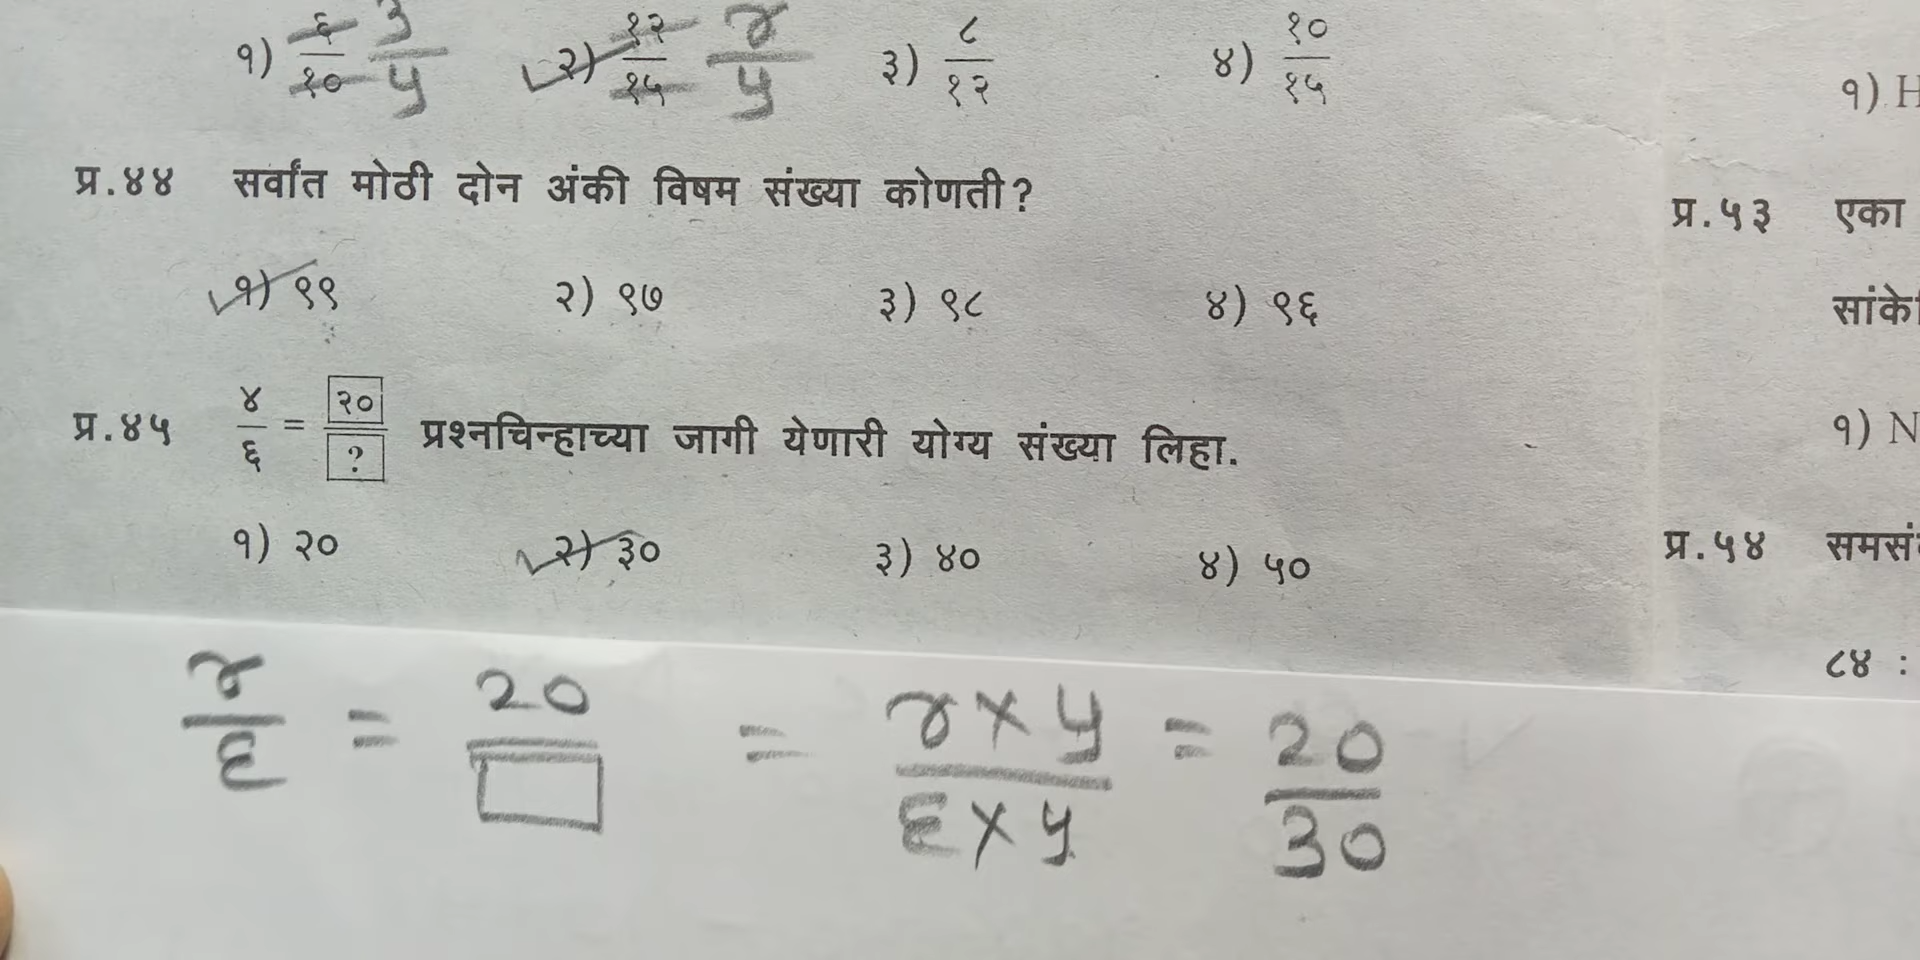 १) ६/१० ३/५ २) १२/१५ ४/५ ३) ८/१२ ४) १०/१५
प्र.४४ सर्वांत मोठी दोन अंकी विषम संख्या कोणती?
१) ९९ २) ९७ ३) ९८ ४) ९६
प्र.४५ ४/६ = २०/? प्रश्नचिन्हाच्या जागी येणारी योग्य संख्या लिहा.
१) २० २) ३० ३) ४० ४) ५०
४/६ = २०/□ = ४×५/६×५ = २०/३०
१) H
प्र.५३ एका
सांके
१) N
प्र.५४ समसं
८४ :